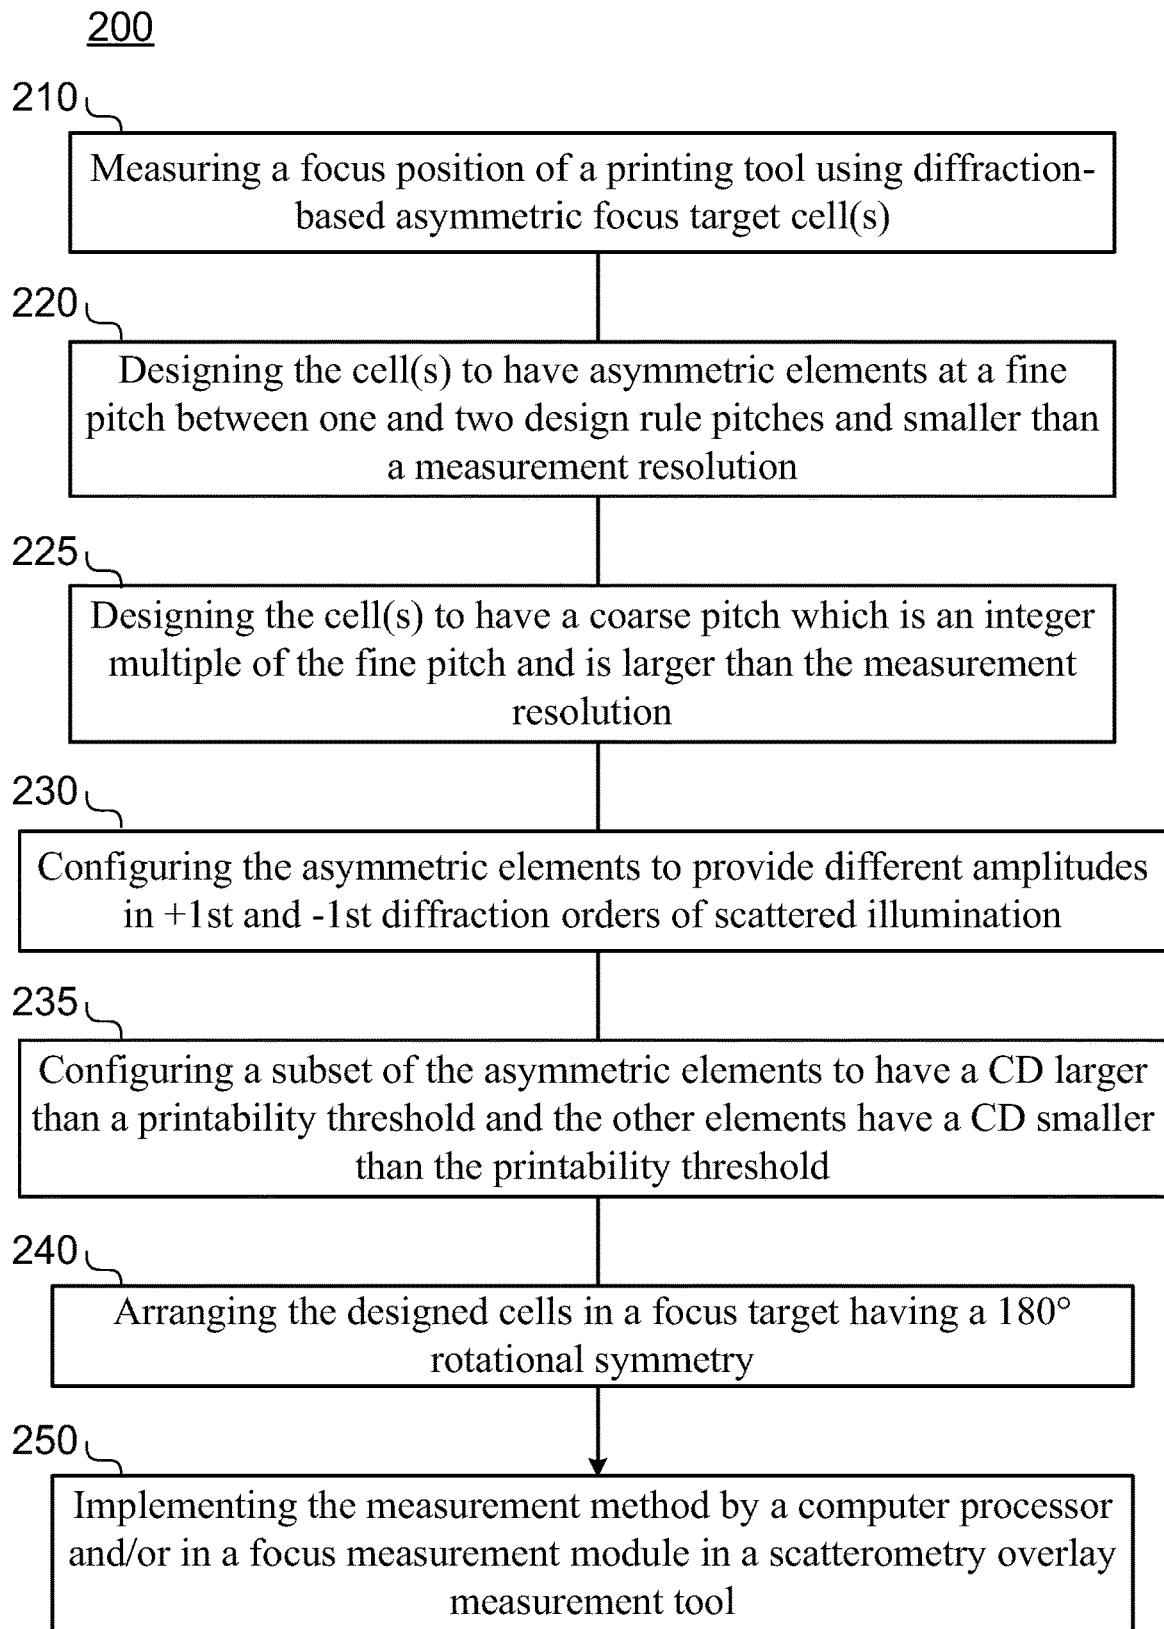 200
210
Measuring a focus position of a printing tool using diffraction-
based asymmetric focus target cell(s)
220
Designing the cell(s) to have asymmetric elements at a fine
pitch between one and two design rule pitches and smaller than
a measurement resolution
225
Designing the cell(s) to have a coarse pitch which is an integer
multiple of the fine pitch and is larger than the measurement
resolution
230
Configuring the asymmetric elements to provide different amplitudes
in +1st and -1st diffraction orders of scattered illumination
235
Configuring a subset of the asymmetric elements to have a CD larger
than a printability threshold and the other elements have a CD smaller
than the printability threshold
240
Arranging the designed cells in a focus target having a 180°
rotational symmetry
250
Implementing the measurement method by a computer processor
and/or in a focus measurement module in a scatterometry overlay
measurement tool